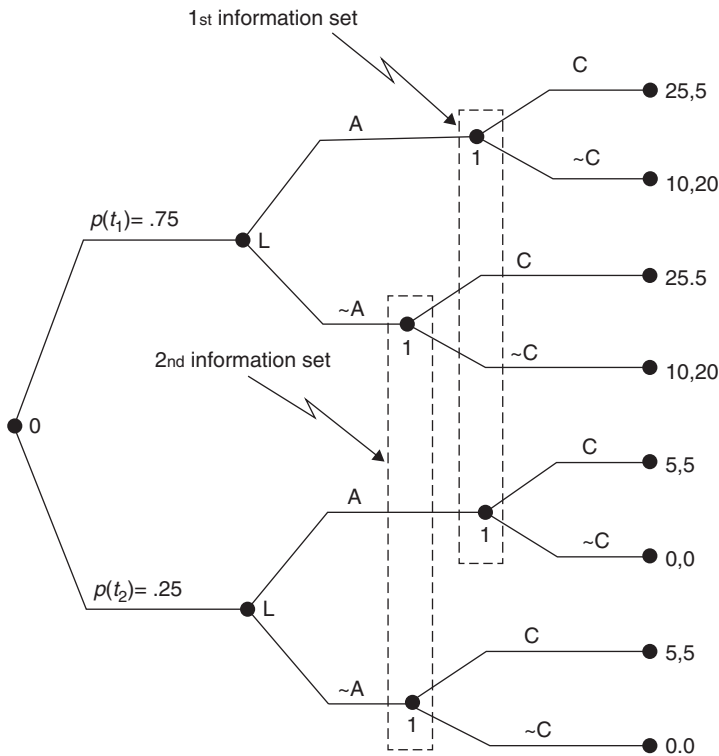 1st information set
C
25,5
A
1
~C
10,20
p(t1)= .75
L
C
25.5
~A
1
~C
10,20
2nd information set
0
C
5,5
A
1
~C
0,0
p(t2)= .25
L
C
5,5
~A
1
~C
0.0